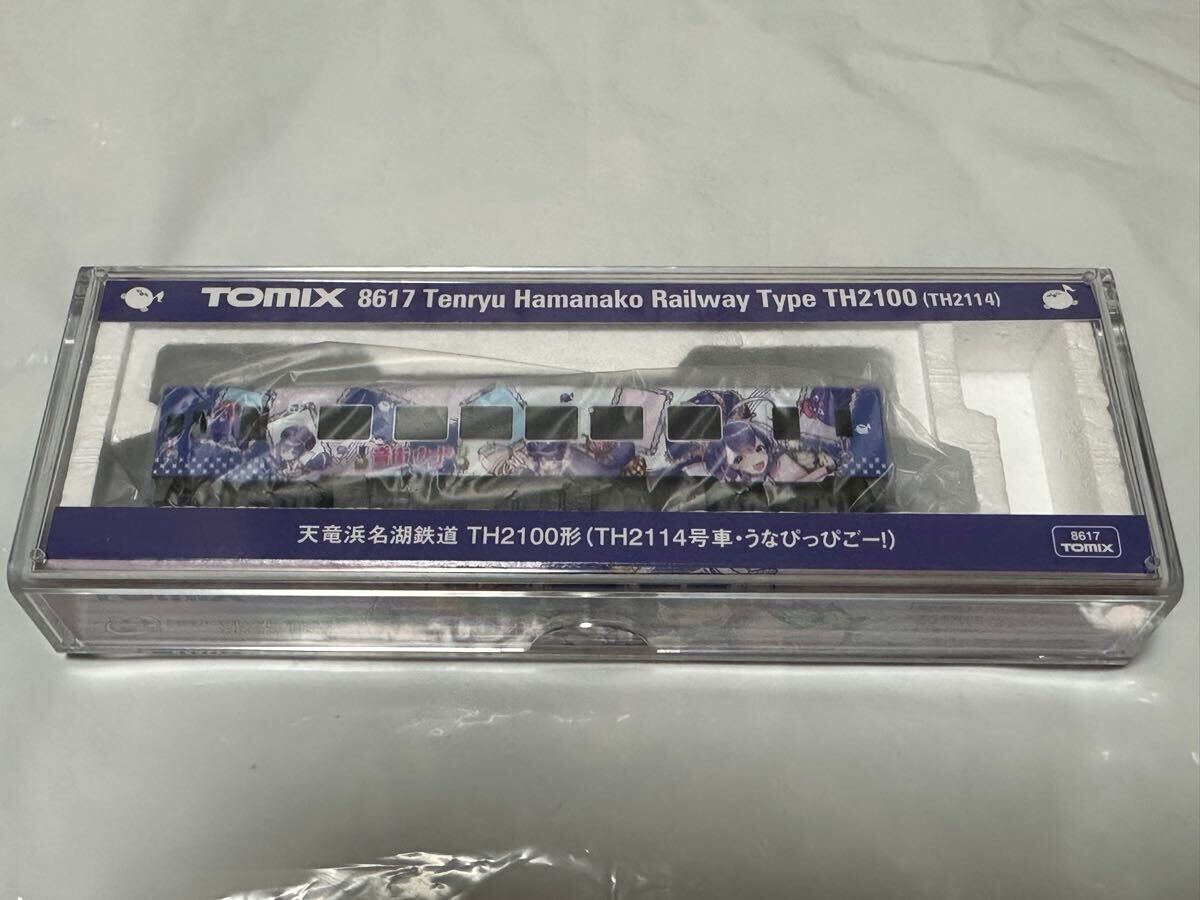 TOMIX 8617 Tenryu Hamanako Railway Type TH2100 (TH2114)
天竜浜名湖鉄道 TH2100形(TH2114号車・うなぴっぴごー!)
8617
TOMIX